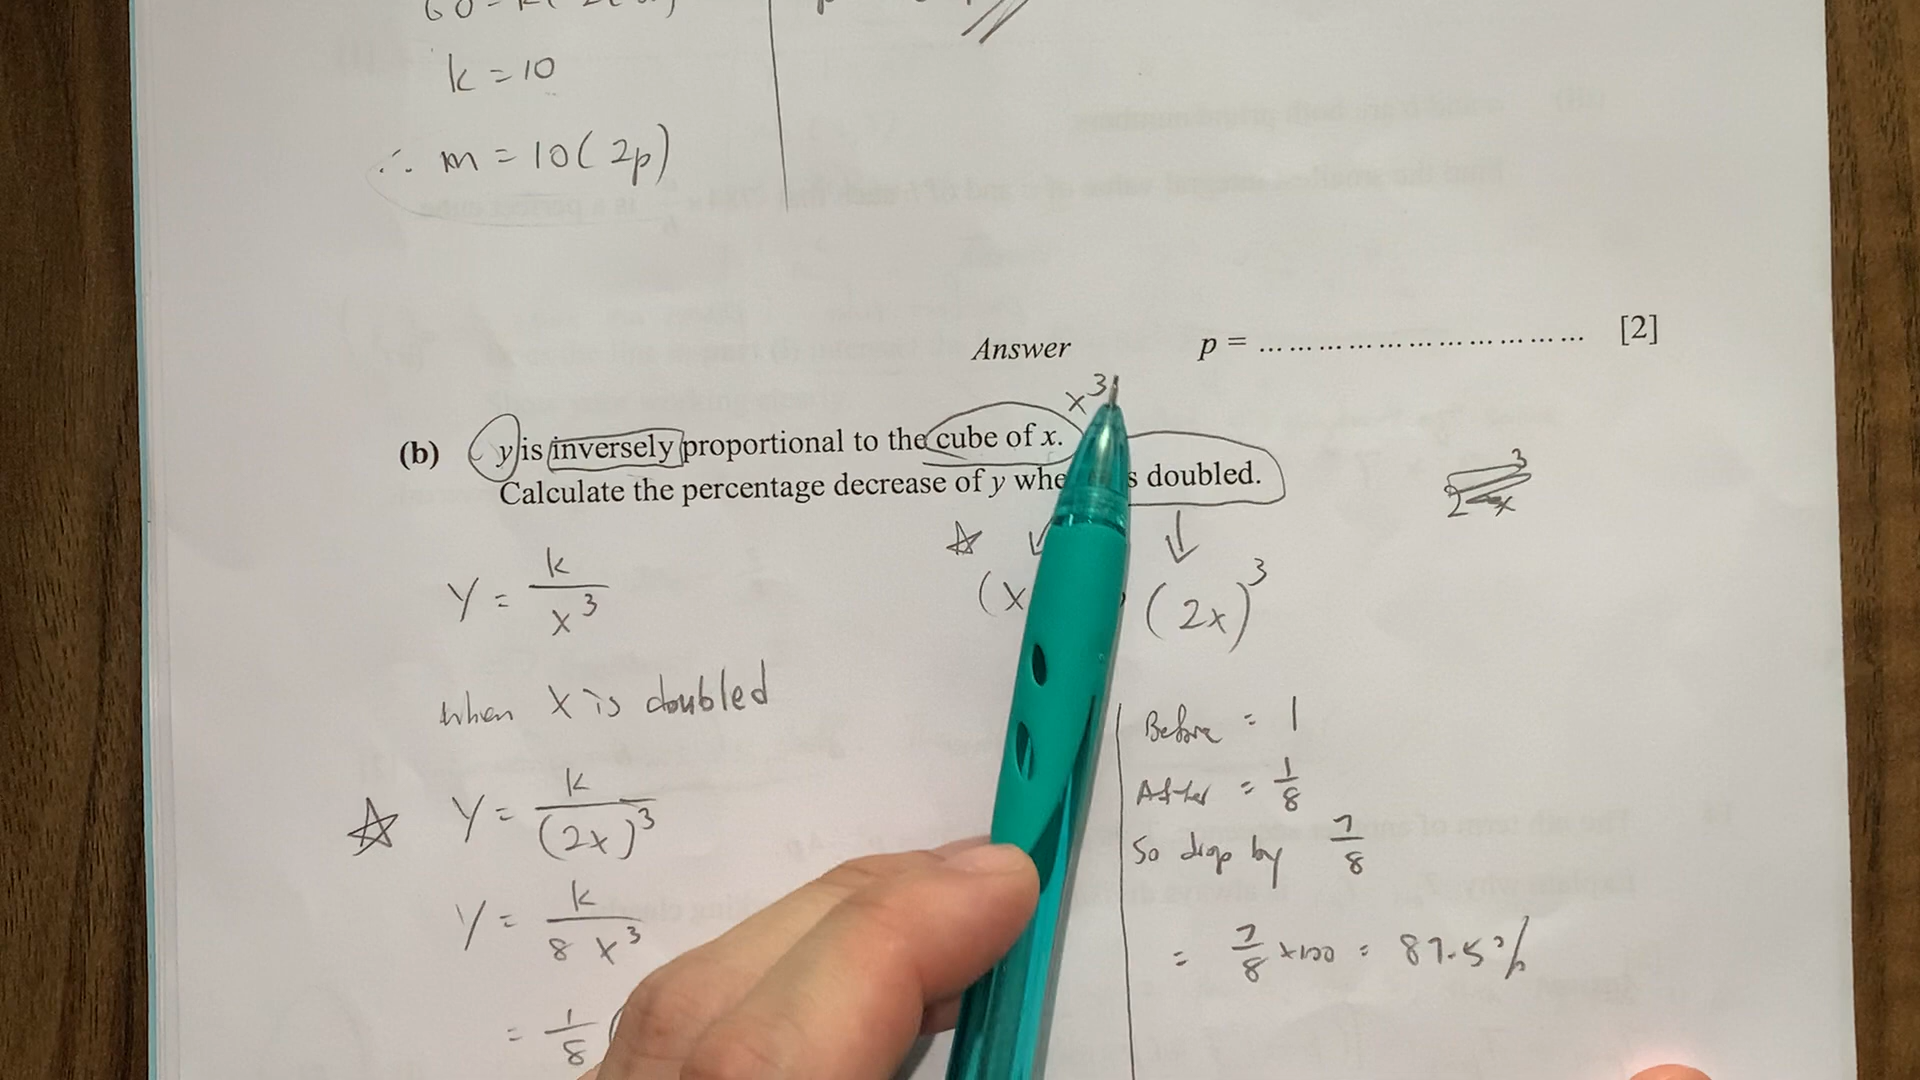 k = 10
∴ m = 10(2p)
Answer p = .................................... [2]
x³
(b) y is inversely proportional to the cube of x.
Calculate the percentage decrease of y whe s doubled.
(x (2x)³
y = k/x³
when x is doubled
y = k/(2x)³
y = k/8x³
= 1/8
Before = 1
After = 1/8
So drop by 7/8
= 7/8 × 100 = 87.5%